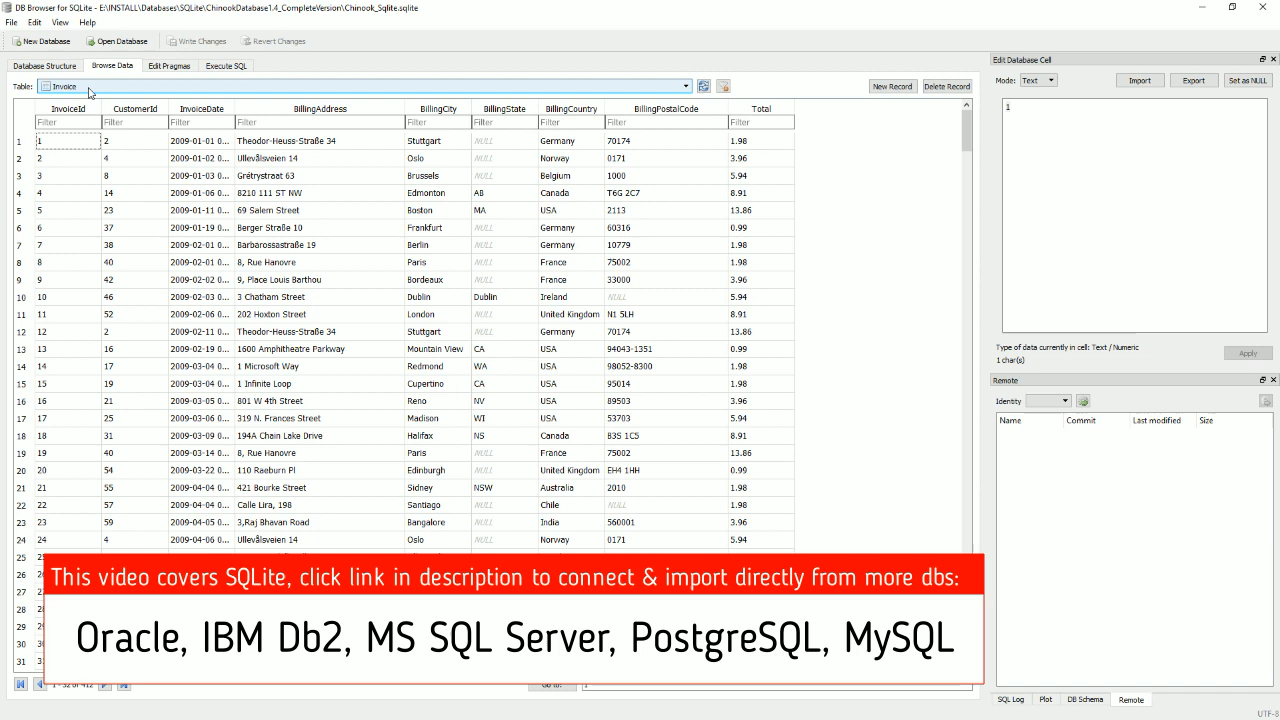 DB Browser for SQLite - E:\INSTALL\Databases\SQLite\ChinookDatabase1.4_CompleteVersion\Chinook_Sqlite.sqlite
File Edit View Help
New Database Open Database Write Changes Revert Changes
Database Structure Browse Data Edit Pragmas Execute SQL
Table: Invoice New Record Delete Record
InvoiceId CustomerId InvoiceDate BillingAddress BillingCity BillingState BillingCountry BillingPostalCode Total
Filter Filter Filter Filter Filter Filter Filter Filter Filter
1 1 2 2009-01-01 0... Theodor-Heuss-Straße 34 Stuttgart NULL Germany 70174 1.98
2 2 4 2009-01-02 0... Ullevålsveien 14 Oslo NULL Norway 0171 3.96
3 3 8 2009-01-03 0... Grétrystraat 63 Brussels NULL Belgium 1000 5.94
4 4 14 2009-01-06 0... 8210 111 ST NW Edmonton AB Canada T6G 2C7 8.91
5 5 23 2009-01-11 0... 69 Salem Street Boston MA USA 2113 13.86
6 6 37 2009-01-19 0... Berger Straße 10 Frankfurt NULL Germany 60316 0.99
7 7 38 2009-02-01 0... Barbarossastraße 19 Berlin NULL Germany 10779 1.98
8 8 40 2009-02-01 0... 8, Rue Hanovre Paris NULL France 75002 1.98
9 9 42 2009-02-02 0... 9, Place Louis Barthou Bordeaux NULL France 33000 3.96
10 10 46 2009-02-03 0... 3 Chatham Street Dublin Dublin Ireland NULL 5.94
11 11 52 2009-02-06 0... 202 Hoxton Street London NULL United Kingdom N1 5LH 8.91
12 12 2 2009-02-11 0... Theodor-Heuss-Straße 34 Stuttgart NULL Germany 70174 13.86
13 13 16 2009-02-19 0... 1600 Amphitheatre Parkway Mountain View CA USA 94043-1351 0.99
14 14 17 2009-03-04 0... 1 Microsoft Way Redmond WA USA 98052-8300 1.98
15 15 19 2009-03-04 0... 1 Infinite Loop Cupertino CA USA 95014 1.98
16 16 21 2009-03-05 0... 801 W 4th Street Reno NV USA 89503 3.96
17 17 25 2009-03-06 0... 319 N. Frances Street Madison WI USA 53703 5.94
18 18 31 2009-03-09 0... 194A Chain Lake Drive Halifax NS Canada B3S 1C5 8.91
19 19 40 2009-03-14 0... 8, Rue Hanovre Paris NULL France 75002 13.86
20 20 54 2009-03-22 0... 110 Raeburn Pl Edinburgh NULL United Kingdom EH4 1HH 0.99
21 21 55 2009-04-04 0... 421 Bourke Street Sidney NSW Australia 2010 1.98
22 22 57 2009-04-04 0... Calle Lira, 198 Santiago NULL Chile NULL 1.98
23 23 59 2009-04-05 0... 3,Raj Bhavan Road Bangalore NULL India 560001 3.96
24 24 4 2009-04-06 0... Ullevålsveien 14 Oslo NULL Norway 0171 5.94
25
26
27
28
29
30
31
This video covers SQLite, click link in description to connect & import directly from more dbs:
Oracle, IBM Db2, MS SQL Server, PostgreSQL, MySQL
Edit Database Cell
Mode: Text Import Export Set as NULL
1
Type of data currently in cell: Text / Numeric
1 char(s)
Apply
Remote
Identity
Name Commit Last modified Size
SQL Log Plot DB Schema Remote
UTF-8